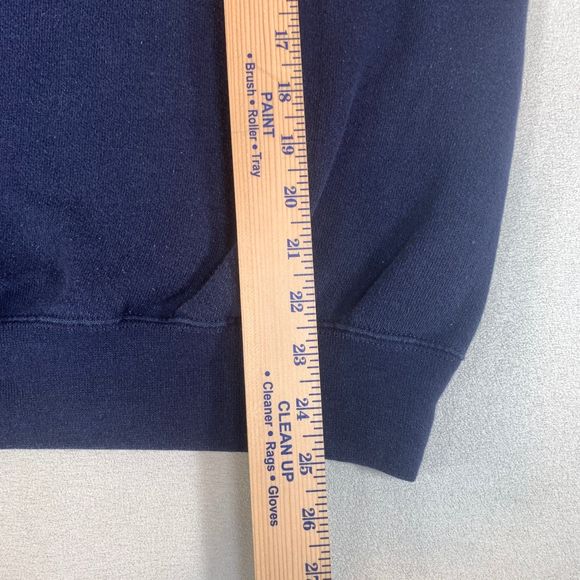 17
18
19
20
21
22
23
24
25
26
27
PAINT
• Brush • Roller • Tray
CLEAN UP
• Cleaner • Rags • Gloves